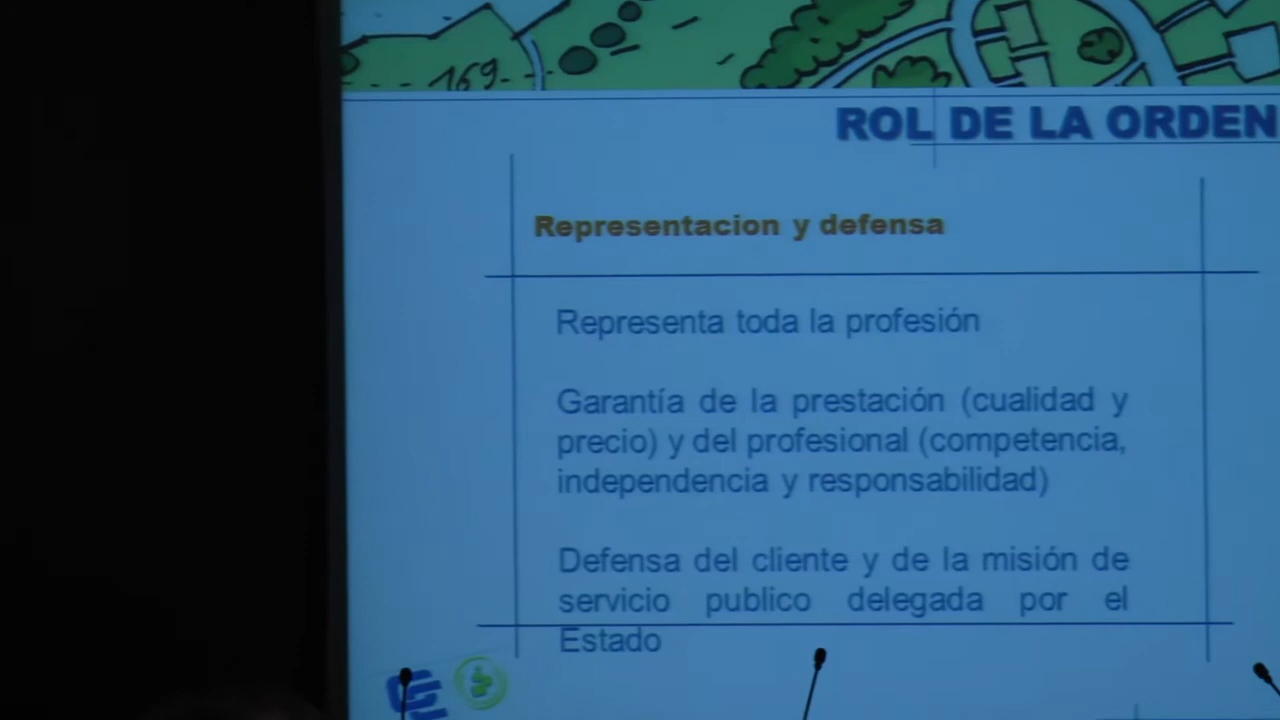 169
ROL DE LA ORDEN
Representacion y defensa
Representa toda la profesión
Garantía de la prestación (cualidad y
precio) y del profesional (competencia,
independencia y responsabilidad)
Defensa del cliente y de la misión de
servicio publico delegada por el
Estado